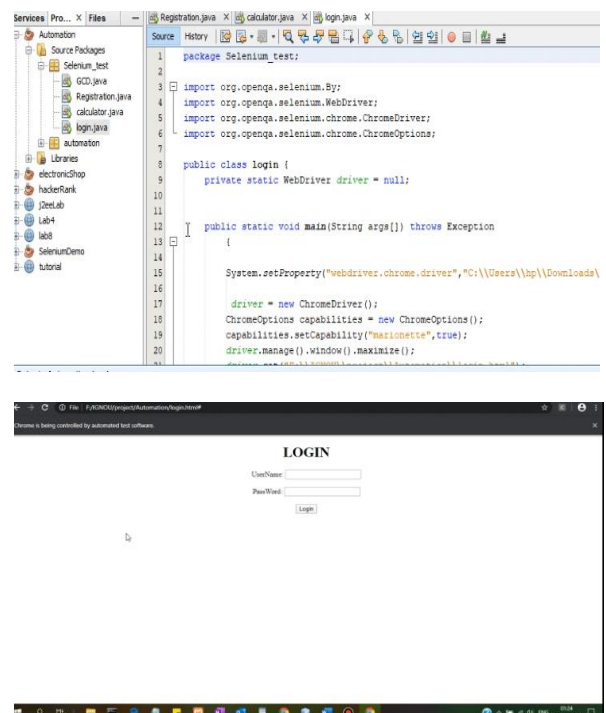 Services Pro... X Files
Registration.java X calculator.java X login.java X
Automation
Source Packages
Selenium_test
GCD.java
Registration.java
calculator.java
login.java
automation
Libraries
electronicShop
hackerRank
J2eeLab
Lab4
lab8
SeleniumDemo
tutorial
Source History
1 package Selenium_test;
2
3 import org.openqa.selenium.By;
4 import org.openqa.selenium.WebDriver;
5 import org.openqa.selenium.chrome.ChromeDriver;
6 import org.openqa.selenium.chrome.ChromeOptions;
7
8 public class login {
9 private static WebDriver driver = null;
10
11
12 public static void main(String args[]) throws Exception
13 {
14
15 System.setProperty("webdriver.chrome.driver","C:\\Users\\hp\\Downloads\
16
17 driver = new ChromeDriver();
18 ChromeOptions capabilities = new ChromeOptions();
19 capabilities.setCapability("marionette",true);
20 driver.manage().window().maximize();
File | F:/IGNOU/project/Automation/login.html#
Chrome is being controlled by automated test software.
LOGIN
UserName:
PassWord:
Login
ENG 01:24